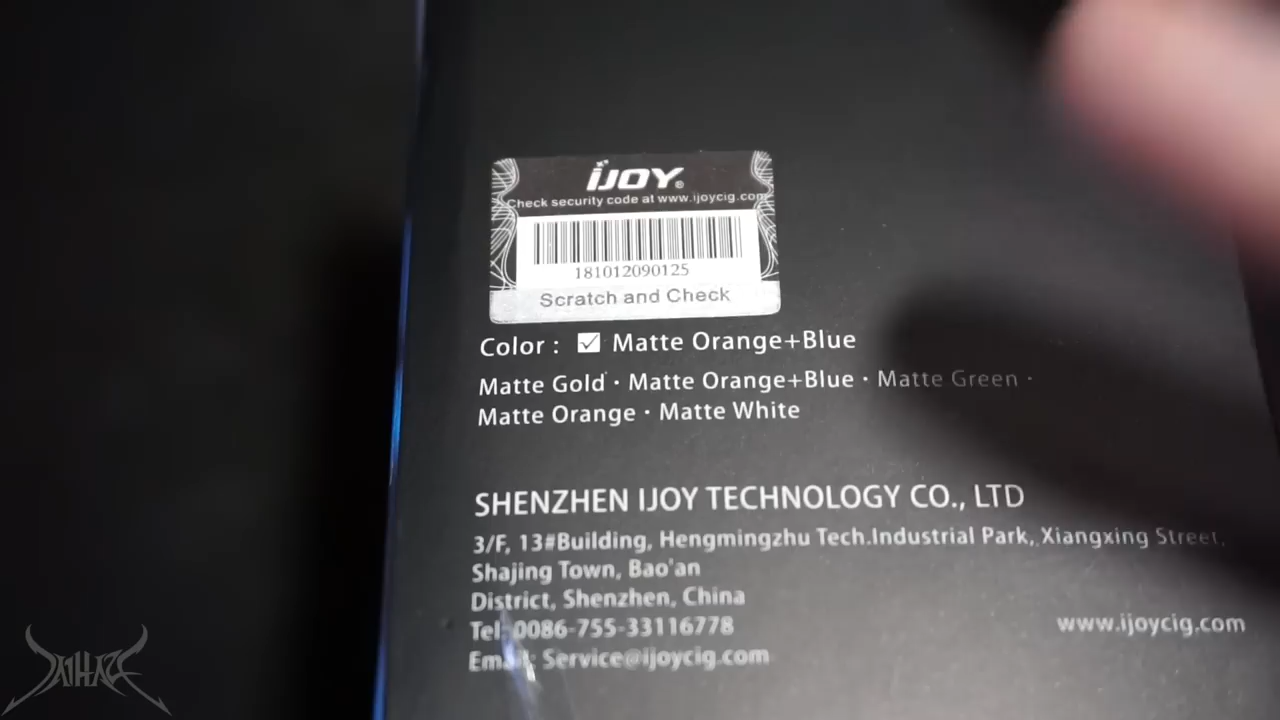 iJOY®
Check security code at www.ijoycig.com
181012090125
Scratch and Check
Color : ☑ Matte Orange+Blue
Matte Gold · Matte Orange+Blue · Matte Green ·
Matte Orange · Matte White
SHENZHEN IJOY TECHNOLOGY CO., LTD
3/F, 13#Building, Hengmingzhu Tech.Industrial Park, Xiangxing Street,
Shajing Town, Bao'an
District, Shenzhen, China
Tel: 0086-755-33116778
www.ijoycig.com
Email: Service@ijoycig.com